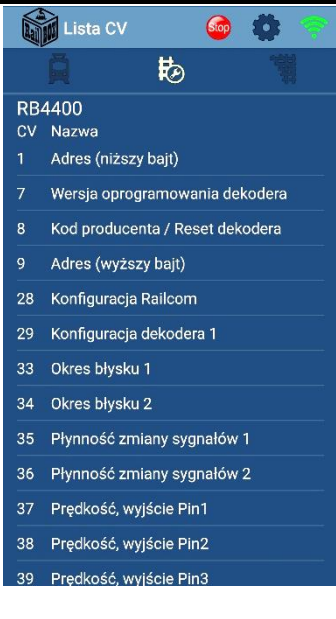 Lista CV
Stop
RB4400
CV Nazwa
1 Adres (niższy bajt)
7 Wersja oprogramowania dekodera
8 Kod producenta / Reset dekodera
9 Adres (wyższy bajt)
28 Konfiguracja Railcom
29 Konfiguracja dekodera 1
33 Okres błysku 1
34 Okres błysku 2
35 Płynność zmiany sygnałów 1
36 Płynność zmiany sygnałów 2
37 Prędkość, wyjście Pin1
38 Prędkość, wyjście Pin2
39 Prędkość, wyjście Pin3